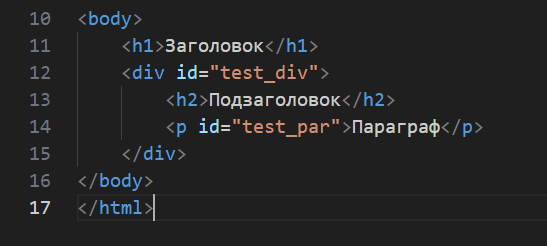 10 <body>
11     <h1>Заголовок</h1>
12     <div id="test_div">
13         <h2>Подзаголовок</h2>
14         <p id="test_par">Параграф</p>
15     </div>
16 </body>
17 </html>